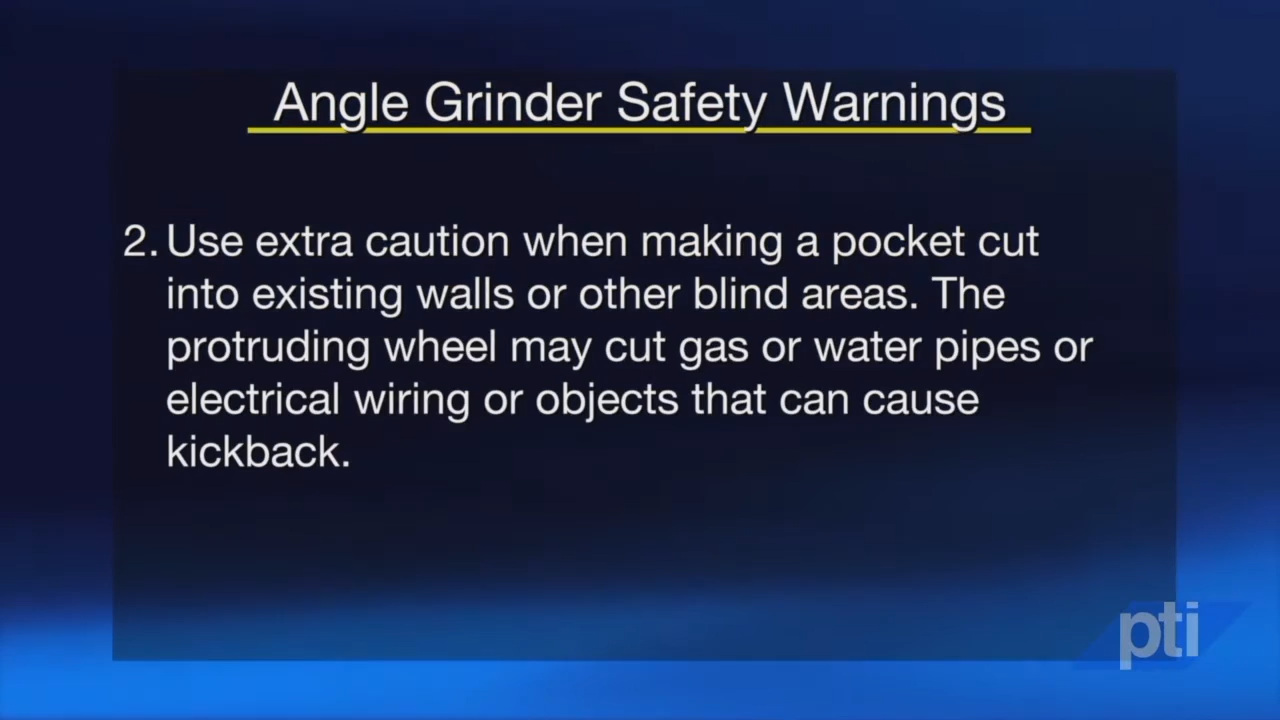 Angle Grinder Safety Warnings
2. Use extra caution when making a pocket cut
into existing walls or other blind areas. The
protruding wheel may cut gas or water pipes or
electrical wiring or objects that can cause
kickback.
pti